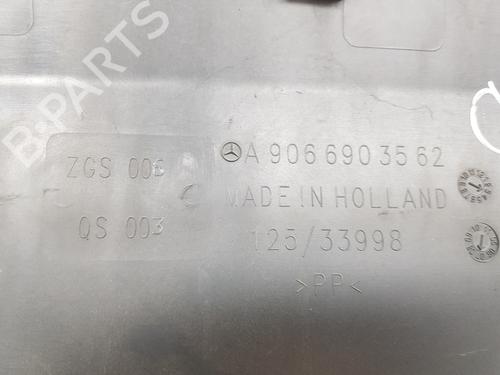 B-Parts
ZGS 006
QS 003
A 906 690 35 62
MADE IN HOLLAND
125/33998
>PP<